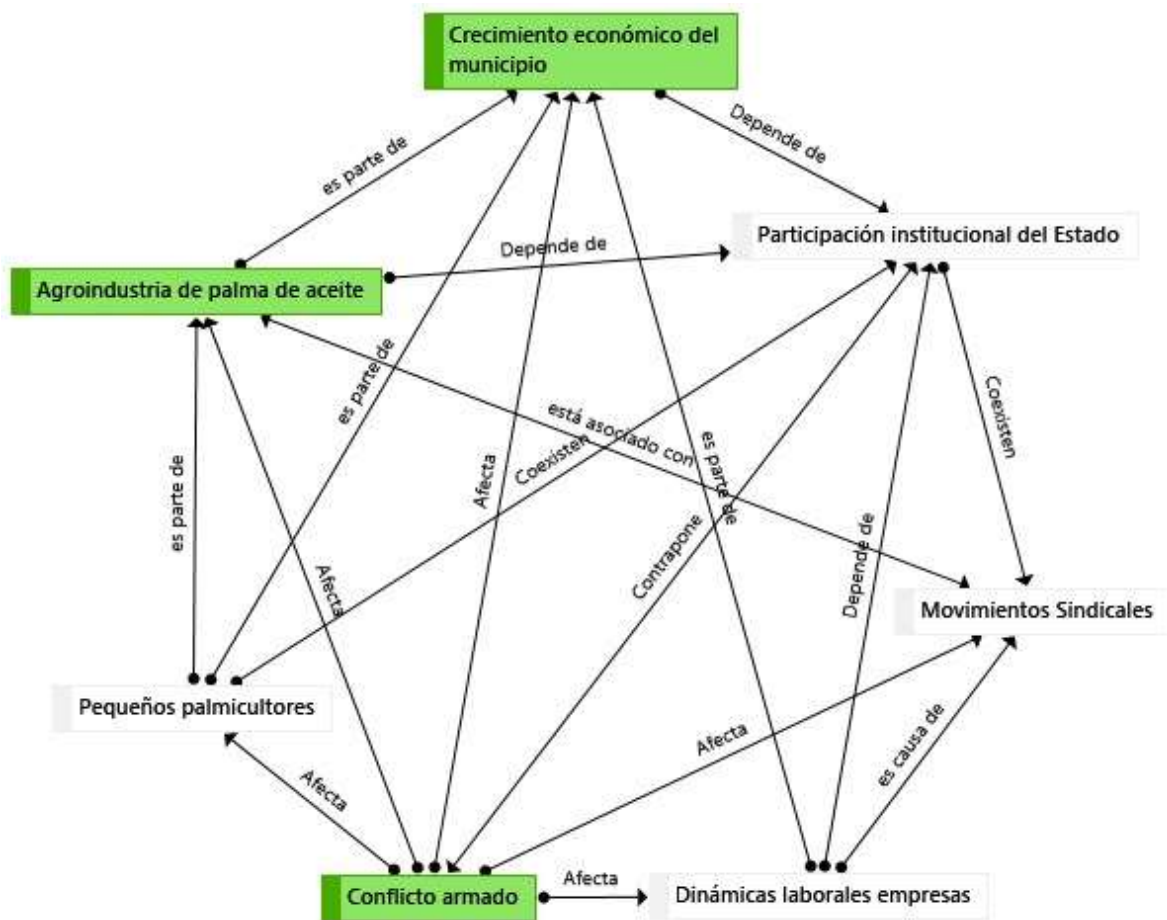 Crecimiento económico del
municipio
Depende de
es parte de
Participación institucional del Estado
Depende de
Agroindustria de palma de aceite
es parte de
Coexisten
está asociado con
Coexisten
Afecta
es parte de
es parte de
Contrapone
Depende de
Afecta
Movimientos Sindicales
Pequeños palmicultores
Afecta
es causa de
Afecta
Afecta
Conflicto armado
Dinámicas laborales empresas